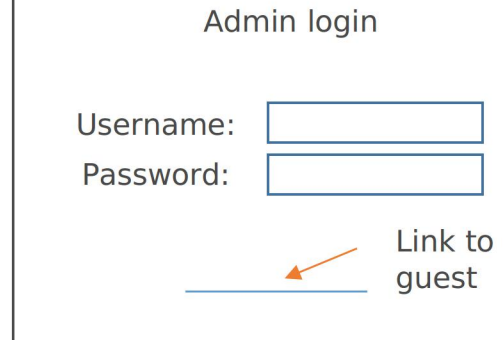 Admin login
Username:
Password:
Link to
guest